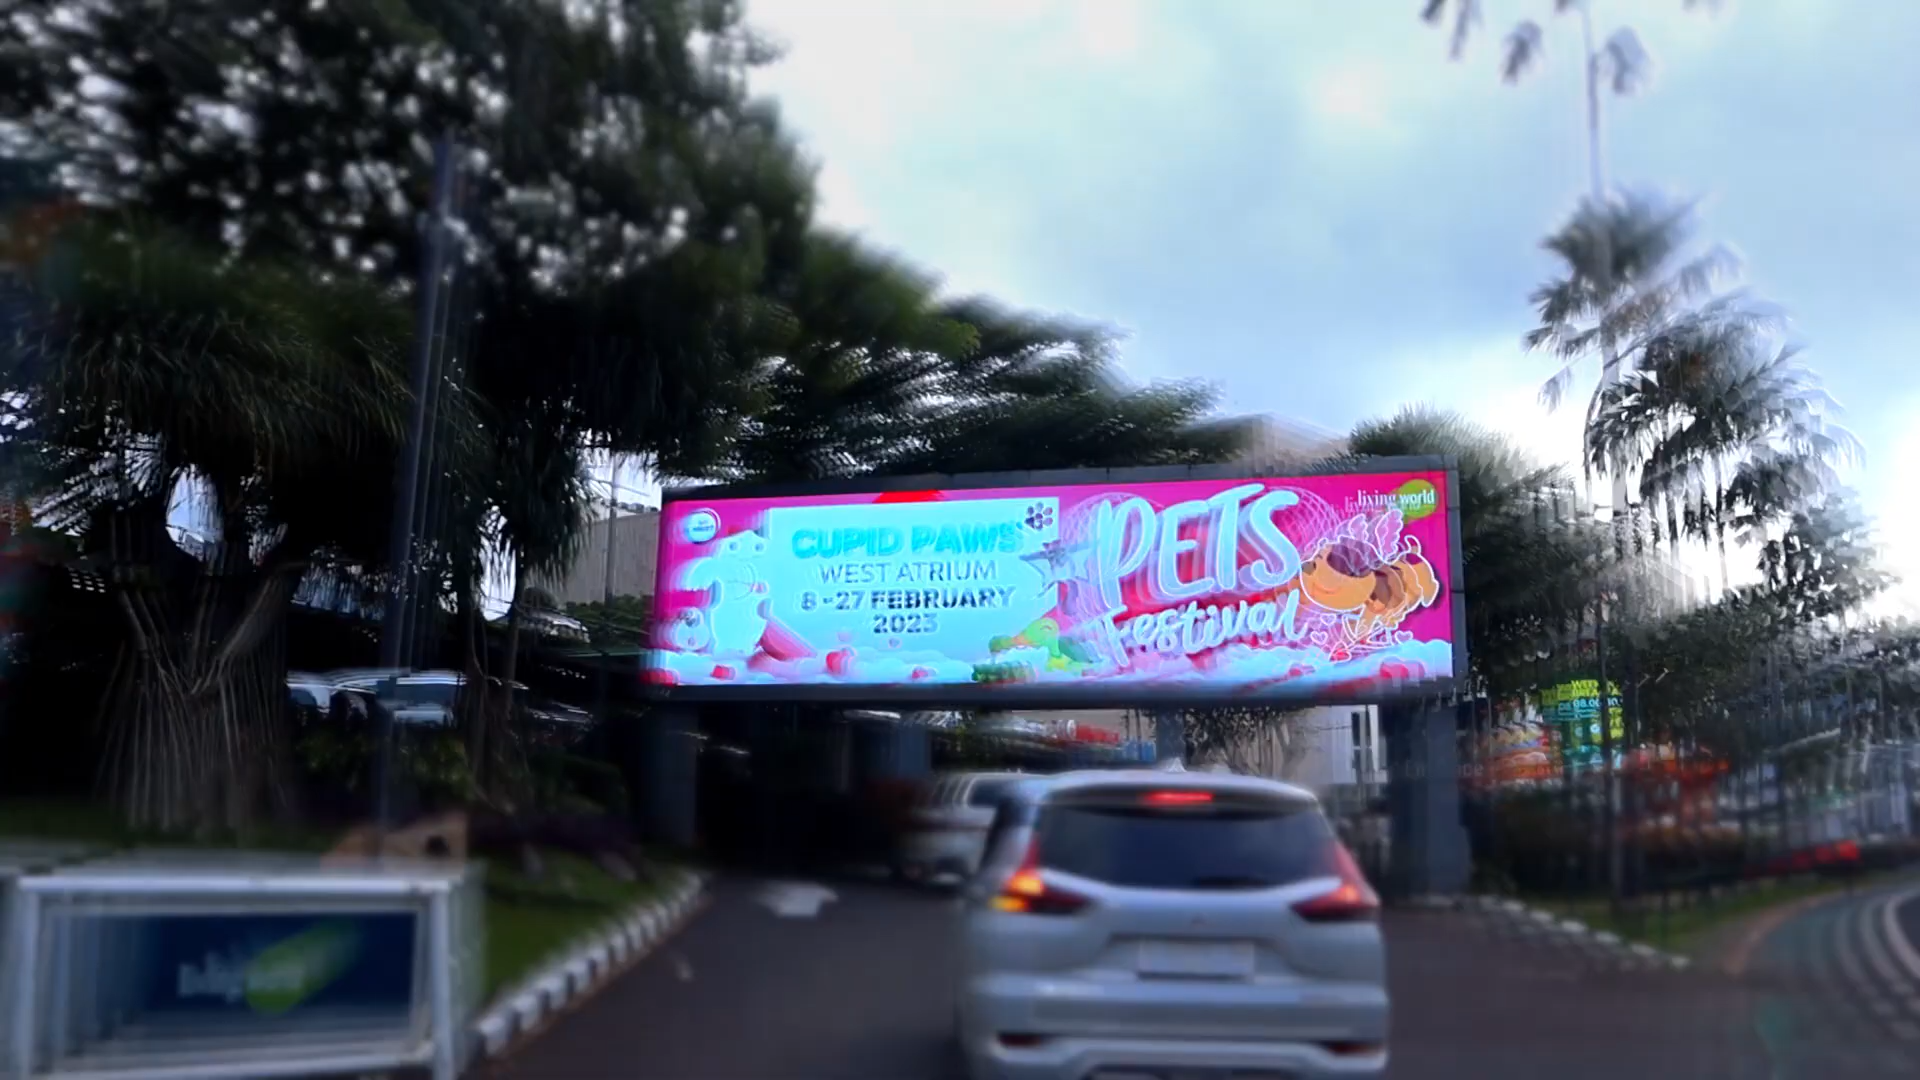 CUPID PAWS
WEST ATRIUM
8 - 27 FEBRUARY
2023
PETS
Festival
living world